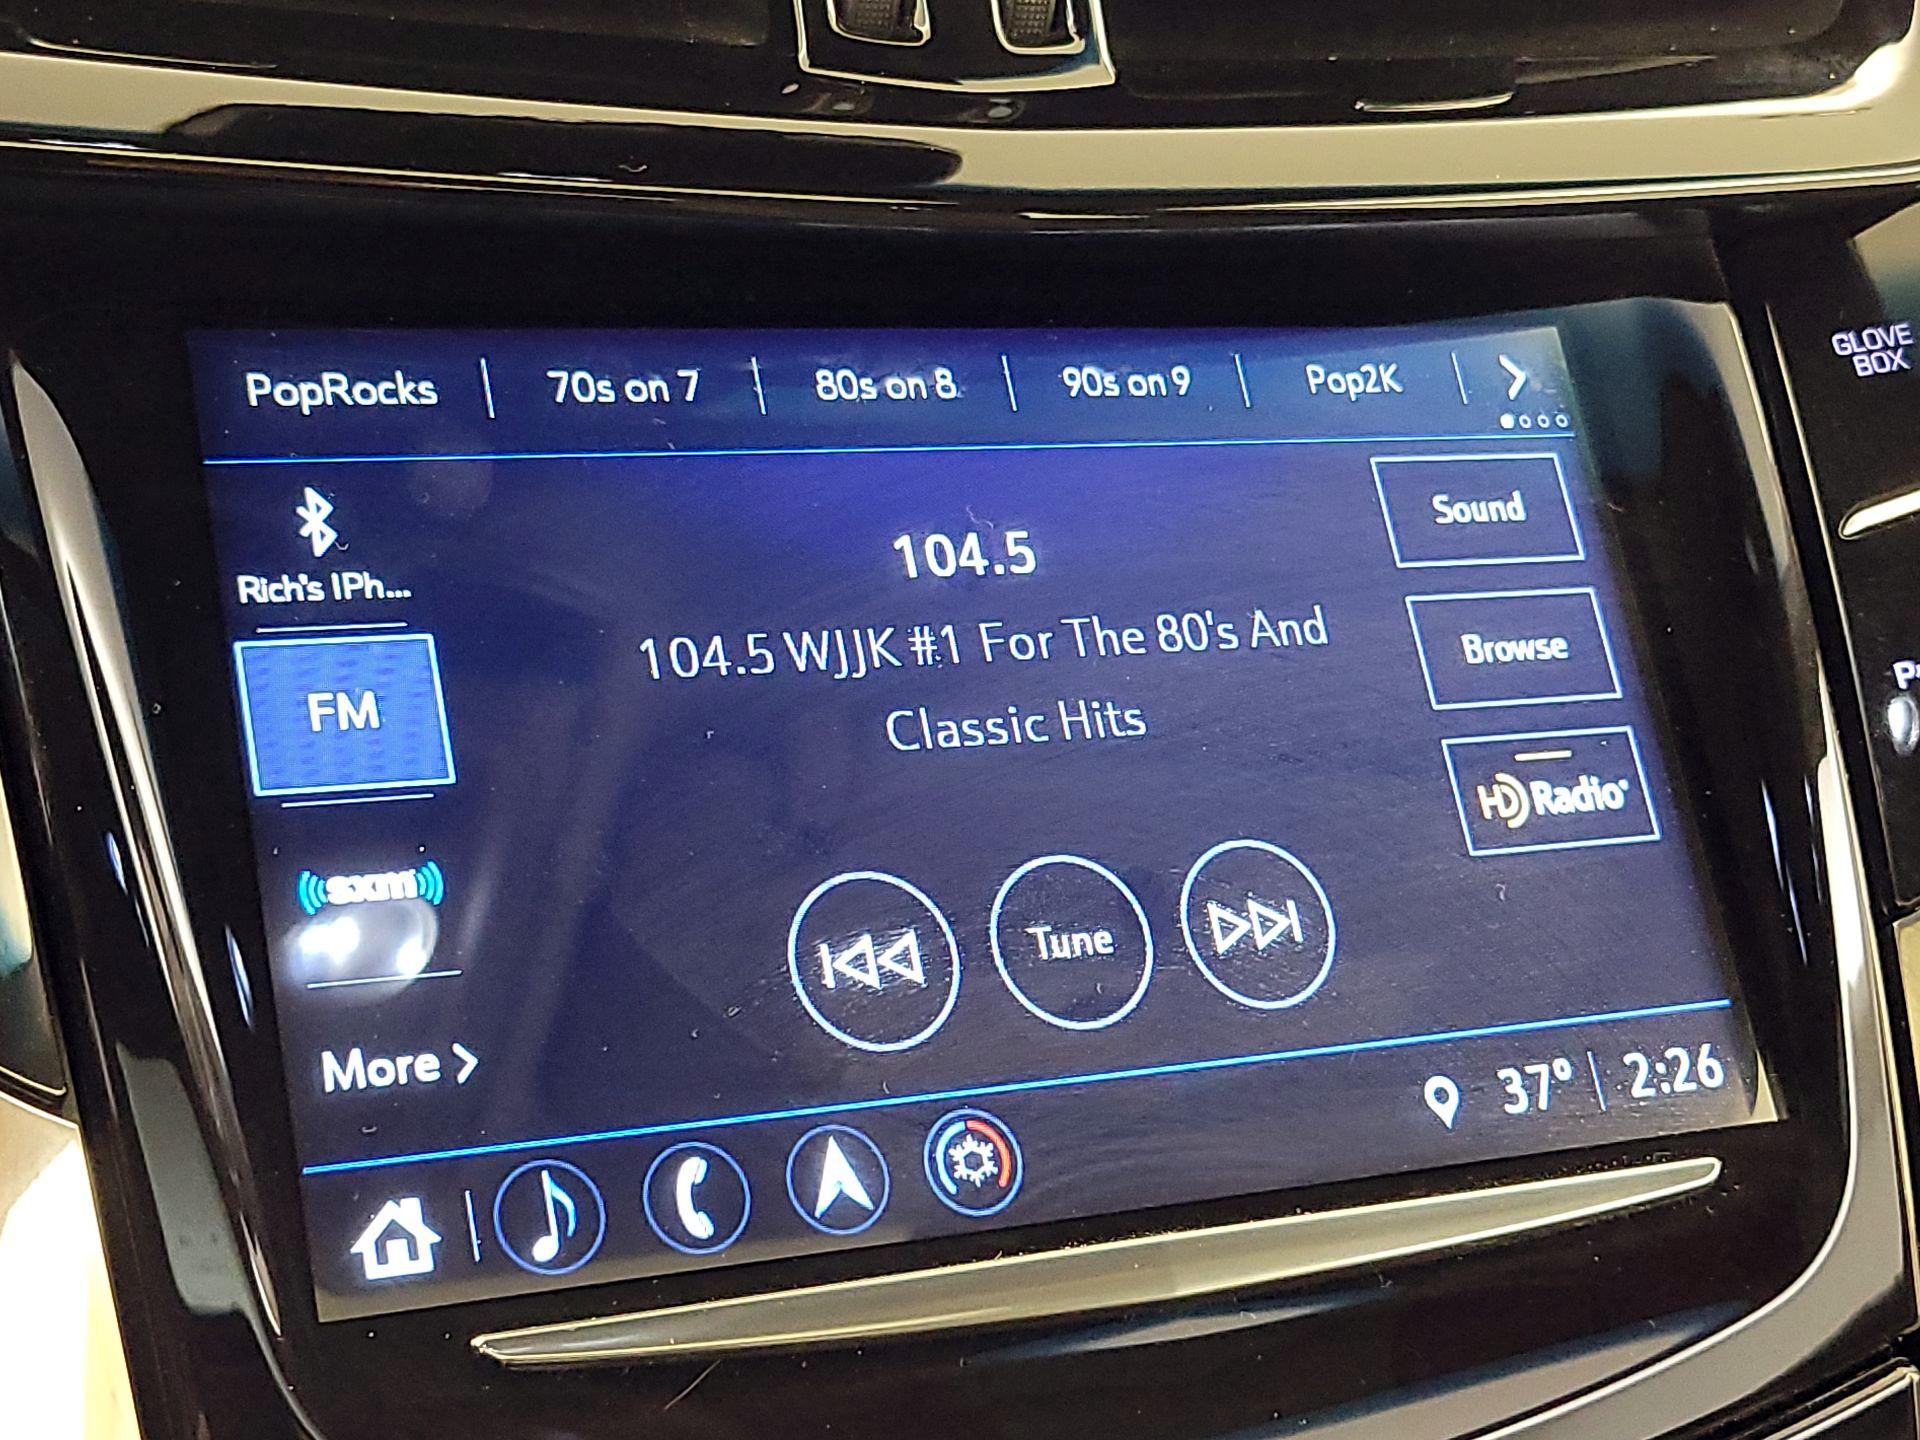 GLOVE
BOX
PopRocks
70s on 7
80s on 8
90s on 9
Pop2K
Rich's IPh...
104.5
Sound
104.5 WJJK #1 For The 80's And
Classic Hits
Browse
FM
HD Radio
sxm
Tune
More
37° 2:26